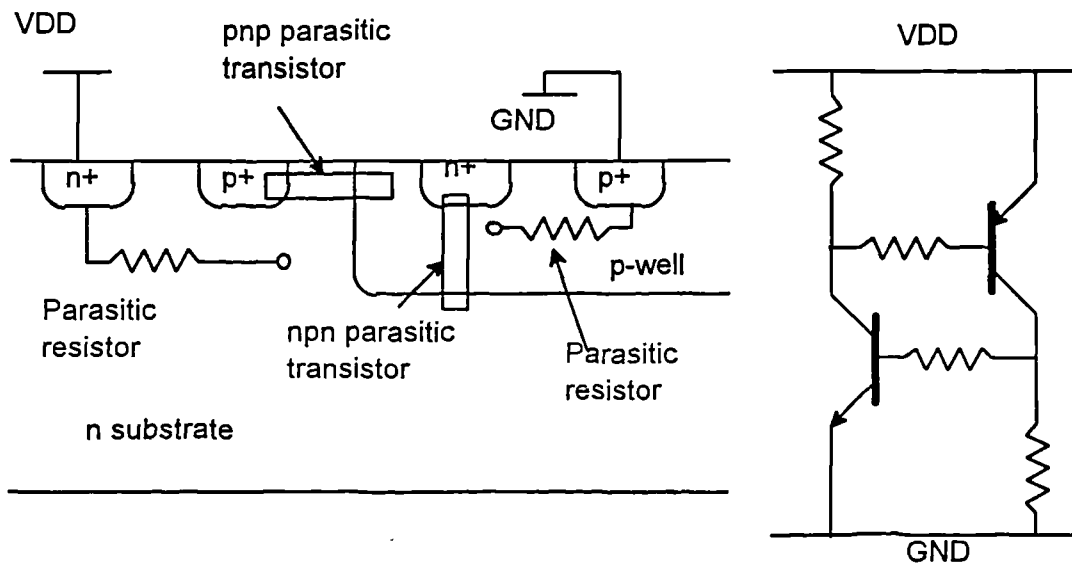 VDD
pnp parasitic
transistor
GND
n+
p+
n+
p+
p-well
Parasitic
resistor
npn parasitic
transistor
Parasitic
resistor
n substrate
VDD
GND